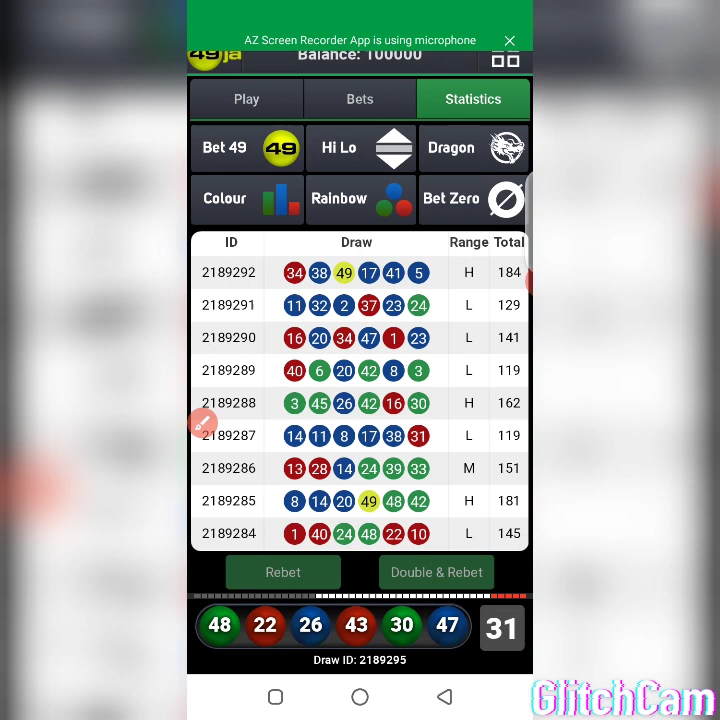 AZ Screen Recorder App is using microphone
49ja Balance: 100000
Play Bets Statistics
Bet 49 49 Hi Lo Dragon
Colour Rainbow Bet Zero
ID Draw Range Total
2189292 34 38 49 17 41 5 H 184
2189291 11 32 2 37 23 24 L 129
2189290 16 20 34 47 1 23 L 141
2189289 40 6 20 42 8 3 L 119
2189288 3 45 26 42 16 30 H 162
2189287 14 11 8 17 38 31 L 119
2189286 13 28 14 24 39 33 M 151
2189285 8 14 20 49 48 42 H 181
2189284 1 40 24 48 22 10 L 145
Rebet Double & Rebet
48 22 26 43 30 47 31
Draw ID: 2189295
GlitchCam